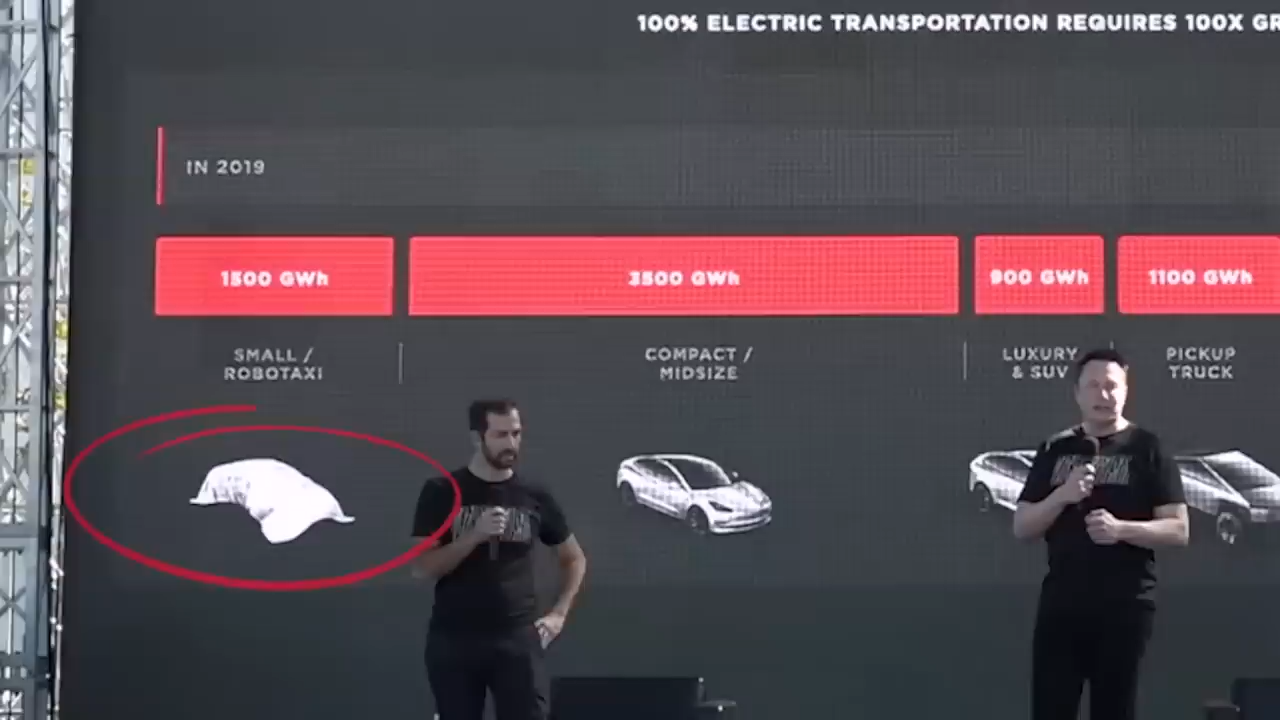 100% ELECTRIC TRANSPORTATION REQUIRES 100X
IN 2019
1500 GWh
3500 GWh
900 GWh
1100 GWh
SMALL /
ROBOTAXI
COMPACT /
MIDSIZE
LUXURY
& SUV
PICKUP
TRUCK